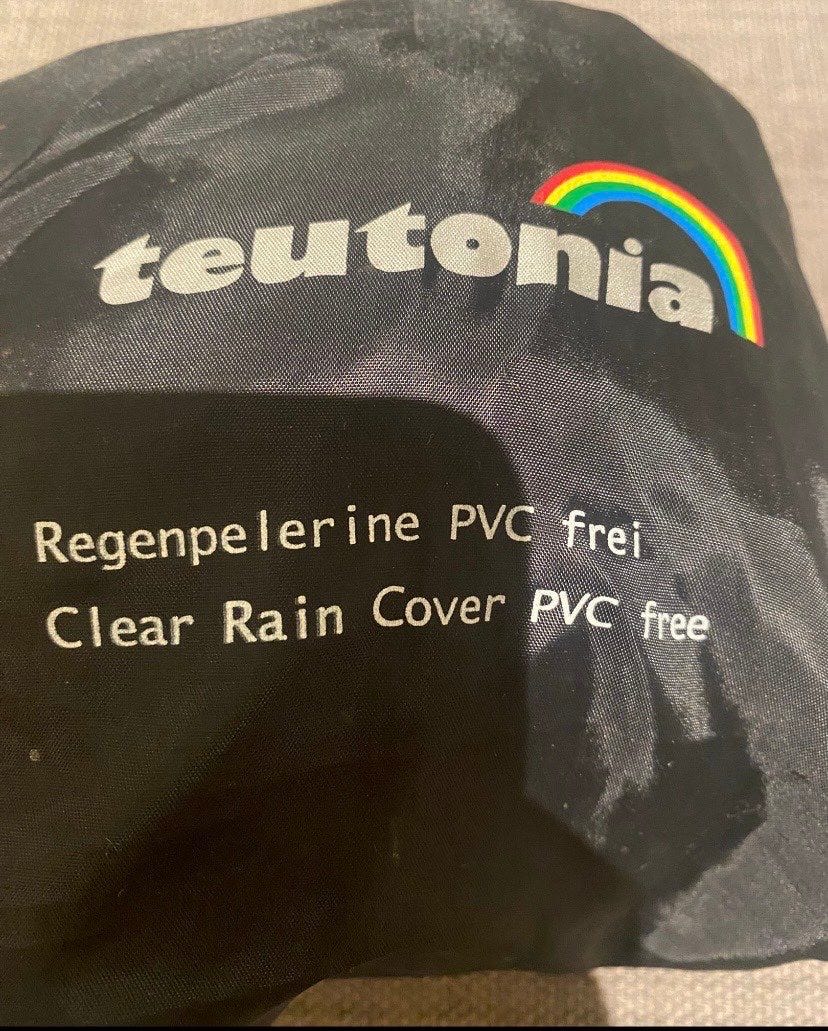 teutonia
Regenpelerine PVC frei
Clear Rain Cover PVC free